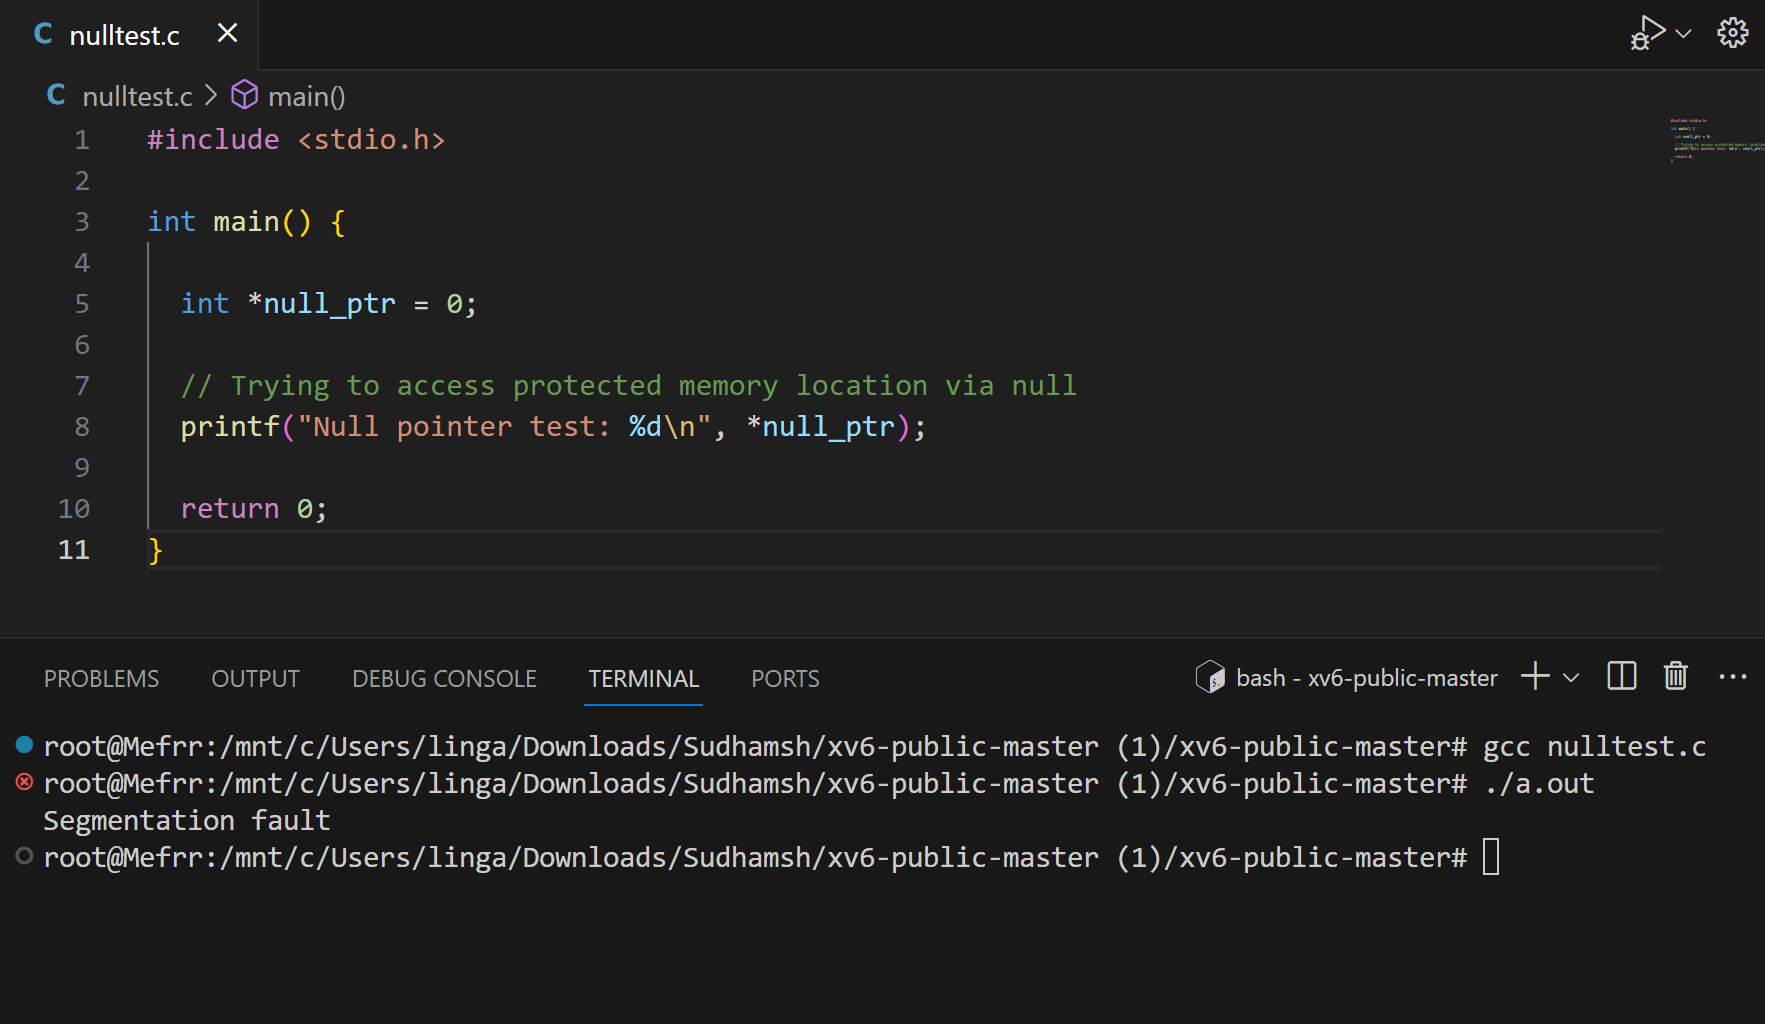 C nulltest.c
C nulltest.c > main()
1 #include <stdio.h>
2
3 int main() {
4
5 int *null_ptr = 0;
6
7 // Trying to access protected memory location via null
8 printf("Null pointer test: %d\n", *null_ptr);
9
10 return 0;
11 }
PROBLEMS OUTPUT DEBUG CONSOLE TERMINAL PORTS bash - xv6-public-master
root@Mefrr:/mnt/c/Users/linga/Downloads/Sudhamsh/xv6-public-master (1)/xv6-public-master# gcc nulltest.c
root@Mefrr:/mnt/c/Users/linga/Downloads/Sudhamsh/xv6-public-master (1)/xv6-public-master# ./a.out
Segmentation fault
root@Mefrr:/mnt/c/Users/linga/Downloads/Sudhamsh/xv6-public-master (1)/xv6-public-master#